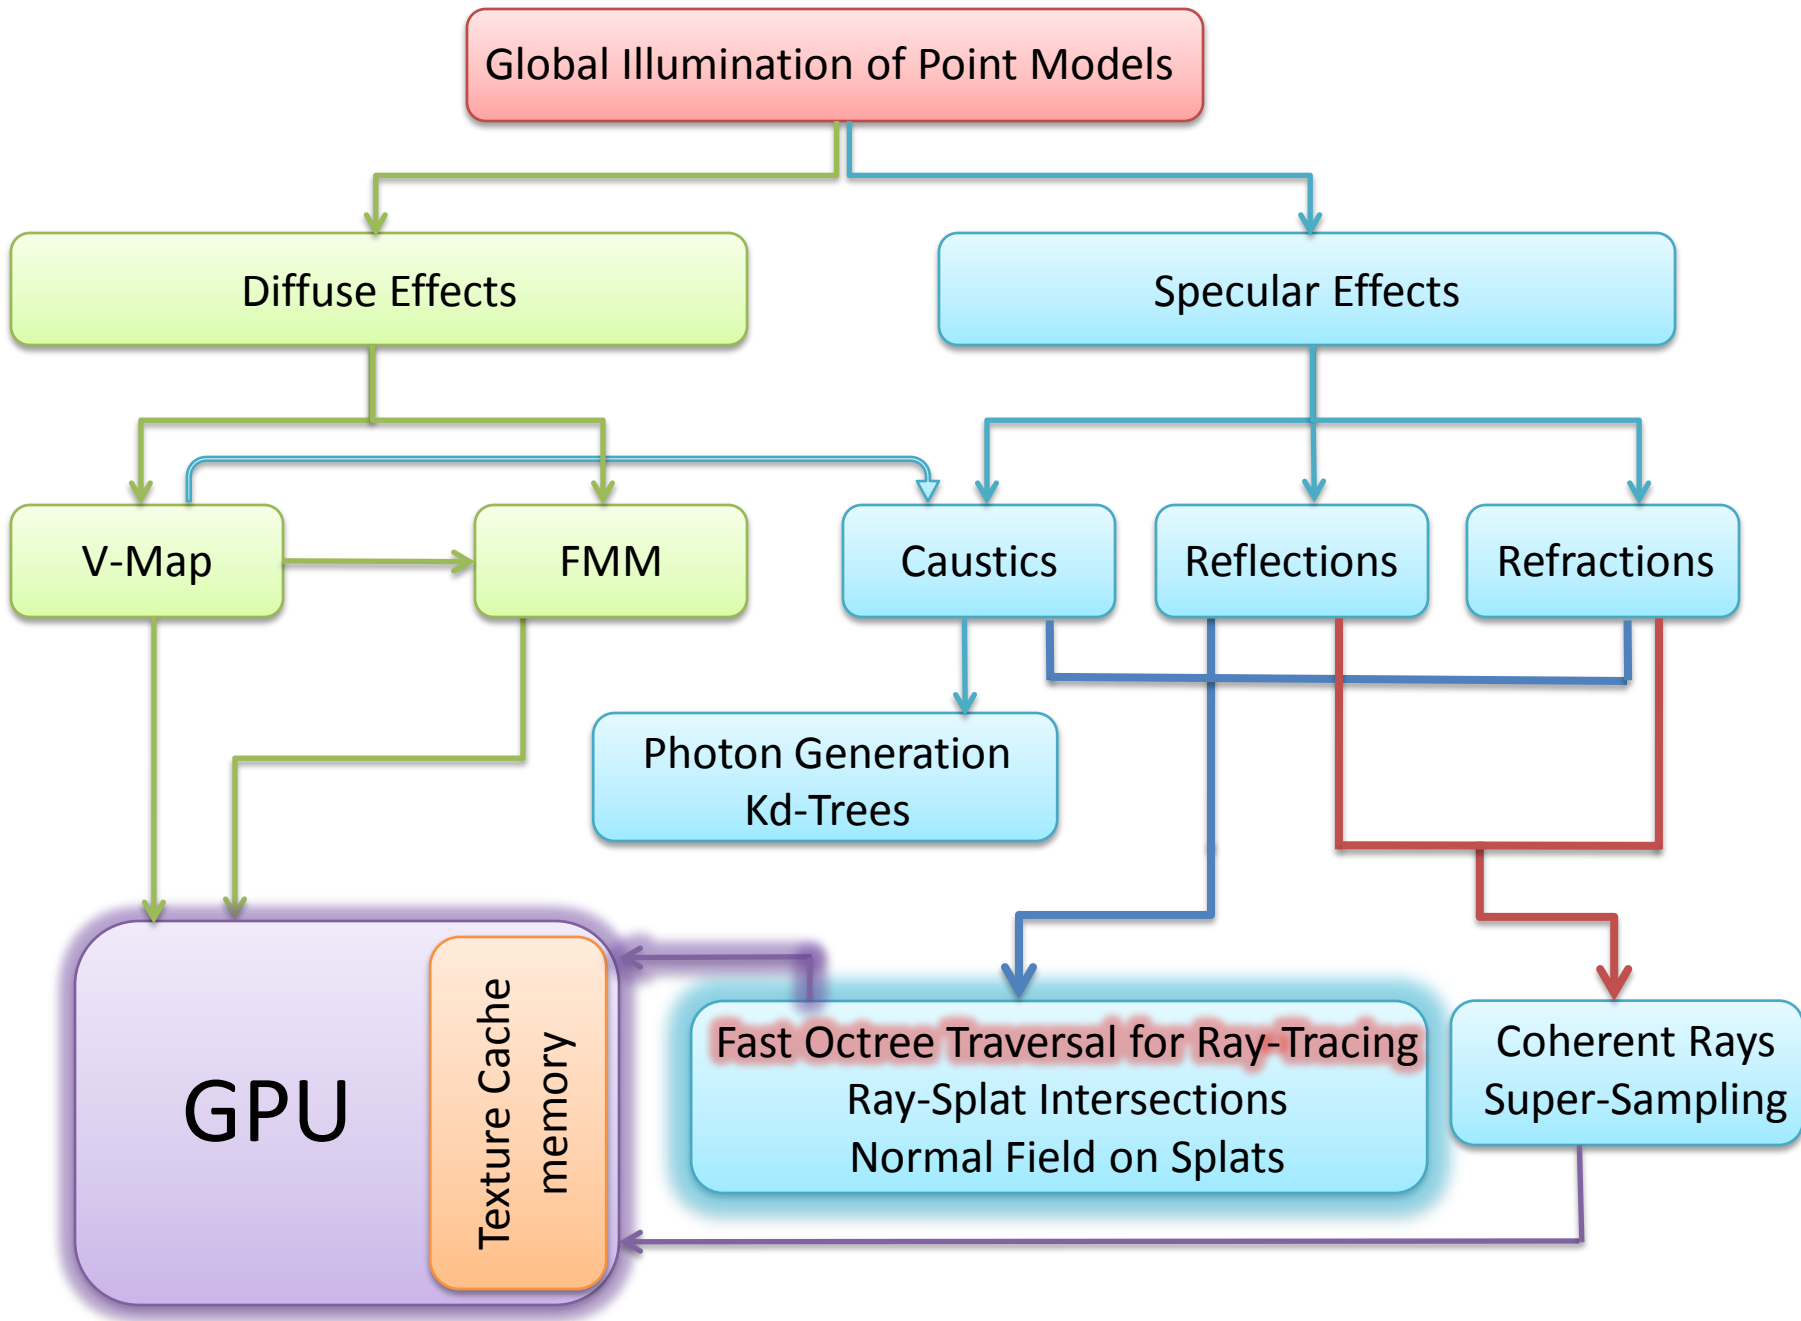 Global Illumination of Point Models
Diffuse Effects
Specular Effects
V-Map
FMM
Caustics
Reflections
Refractions
Photon Generation
Kd-Trees
GPU
Texture Cache
memory
Fast Octree Traversal for Ray-Tracing
Ray-Splat Intersections
Normal Field on Splats
Coherent Rays
Super-Sampling